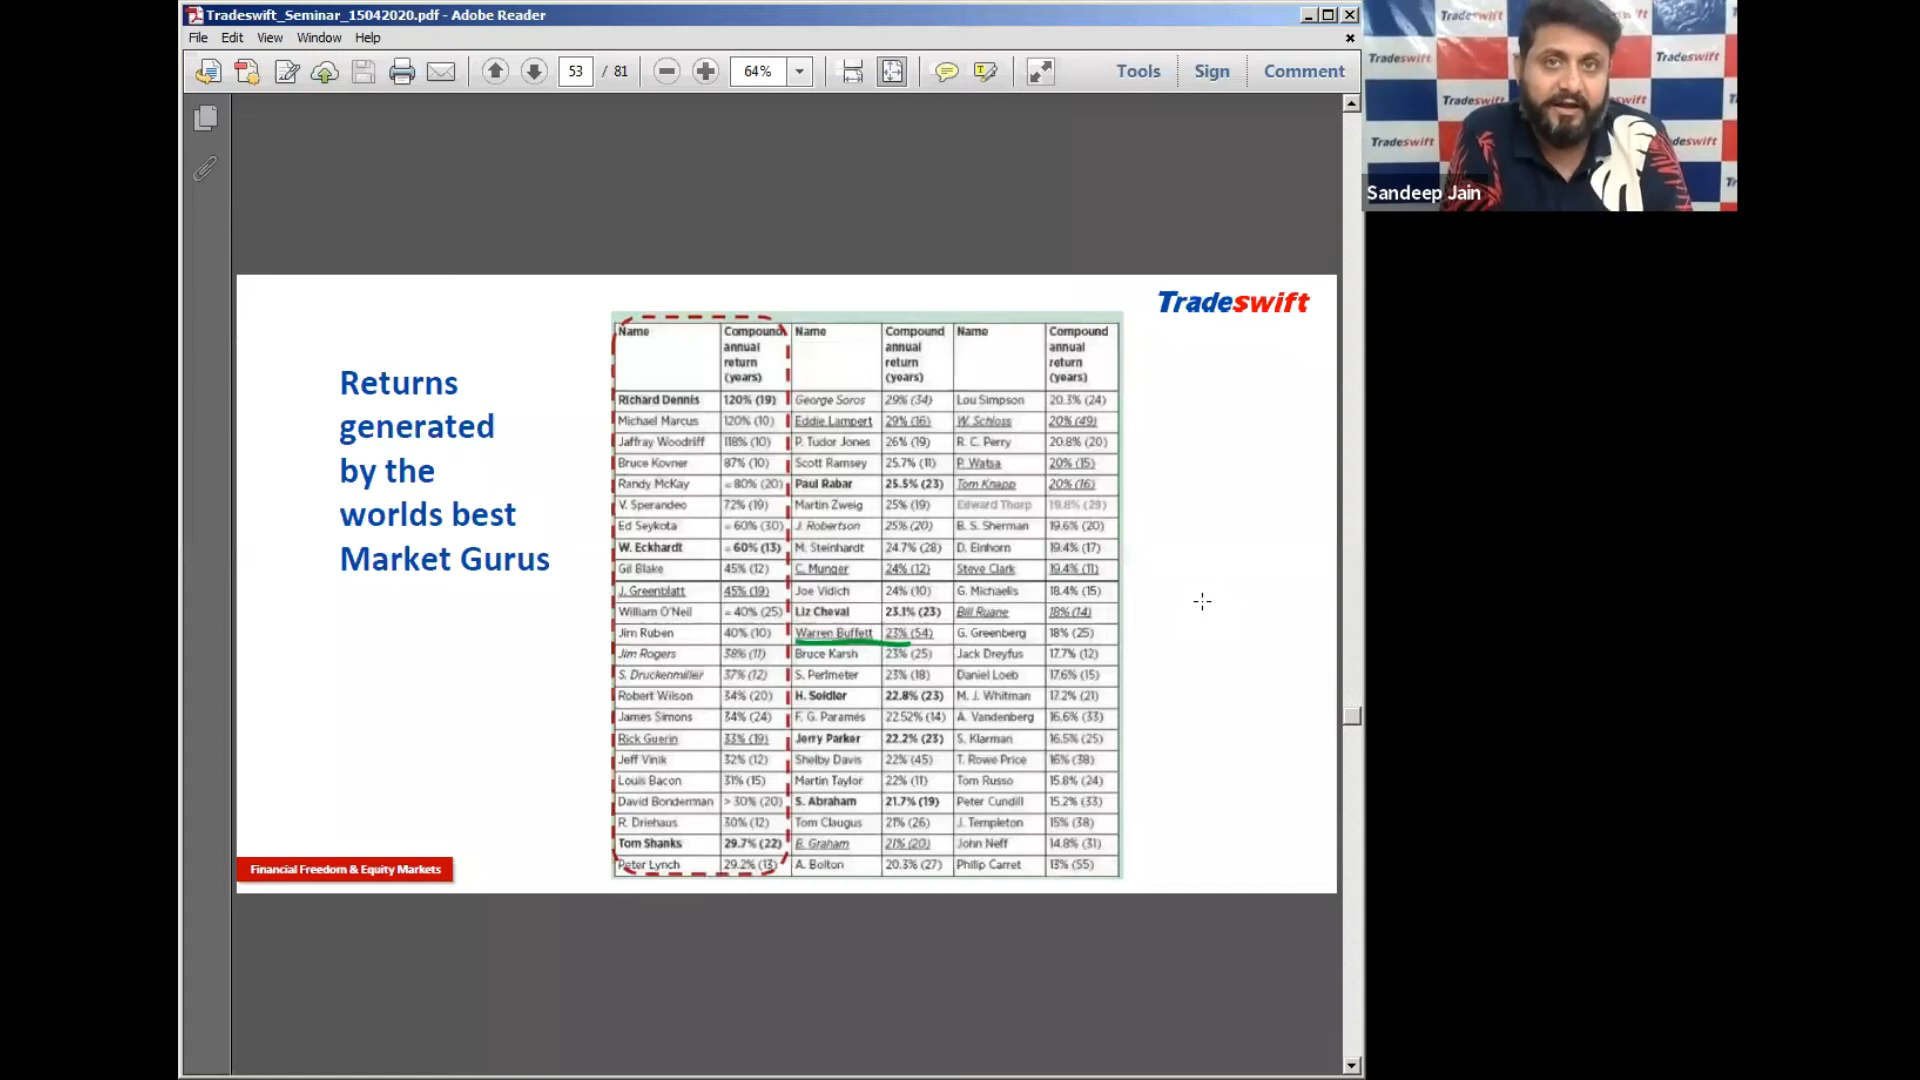 Tradeswift_Seminar_15042020.pdf - Adobe Reader
File Edit View Window Help
53 / 81 64% Tools Sign Comment
Tradeswift
Returns
generated
by the
worlds best
Market Gurus
Name Compound annual return (years) Name Compound annual return (years) Name Compound annual return (years)
Richard Dennis 120% (19) George Soros 29% (34) Lou Simpson 20.3% (24)
Michael Marcus 120% (10) Eddie Lampert 29% (16) W. Schloss 20% (49)
Jaffray Woodriff 118% (10) P. Tudor Jones 26% (19) R. C. Perry 20.8% (20)
Bruce Kovner 87% (10) Scott Ramsey 25.7% (11) P. Watsa 20% (15)
Randy McKay = 80% (20) Paul Rabar 25.5% (23) Tom Knapp 20% (16)
V. Sperandeo 72% (19) Martin Zweig 25% (19) Edward Thorp 19.8% (29)
Ed Seykota = 60% (30) J. Robertson 25% (20) B. S. Sherman 19.6% (20)
W. Eckhardt = 60% (13) M. Steinhardt 24.7% (28) D. Einhorn 19.4% (17)
Gil Blake 45% (12) C. Munger 24% (12) Steve Clark 19.4% (11)
J. Greenblatt 45% (19) Joe Vidich 24% (10) G. Michaelis 18.4% (15)
William O'Neil = 40% (25) Liz Cheval 23.1% (23) Bill Ruane 18% (14)
Jim Ruben 40% (10) Warren Buffett 23% (54) G. Greenberg 18% (25)
Jim Rogers 38% (11) Bruce Karsh 23% (25) Jack Dreyfus 17.7% (12)
S. Druckenmiller 37% (12) S. Perlmeter 23% (18) Daniel Loeb 17.6% (15)
Robert Wilson 34% (20) H. Seidler 22.8% (23) M. J. Whitman 17.2% (21)
James Simons 34% (24) F. G. Paramés 22.52% (14) A. Vandenberg 16.6% (33)
Rick Guerin 33% (19) Jerry Parker 22.2% (23) S. Klarman 16.5% (25)
Jeff Vinik 32% (12) Shelby Davis 22% (45) T. Rowe Price 16% (38)
Louis Bacon 31% (15) Martin Taylor 22% (11) Tom Russo 15.8% (24)
David Bonderman > 30% (20) S. Abraham 21.7% (19) Peter Cundill 15.2% (33)
R. Driehaus 30% (12) Tom Claugus 21% (26) J. Templeton 15% (38)
Tom Shanks 29.7% (22) B. Graham 21% (20) John Neff 14.8% (31)
Peter Lynch 29.2% (13) A. Bolton 20.3% (27) Philip Carret 13% (55)
Financial Freedom & Equity Markets
Tradeswift
Tradeswift
Tradeswift
Tradeswift
Tradeswift
Sandeep Jain